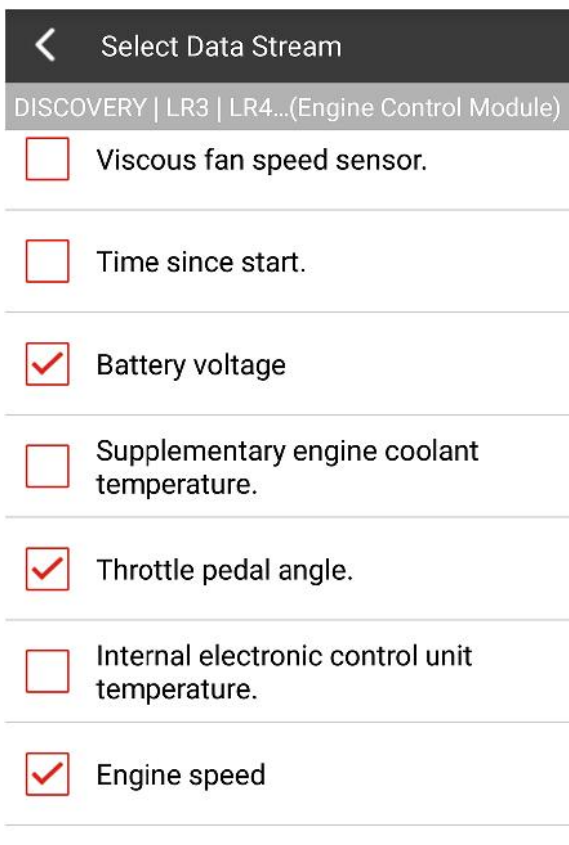 Select Data Stream
DISCOVERY | LR3 | LR4...(Engine Control Module)
Viscous fan speed sensor.
Time since start.
Battery voltage
Supplementary engine coolant
temperature.
Throttle pedal angle.
Internal electronic control unit
temperature.
Engine speed